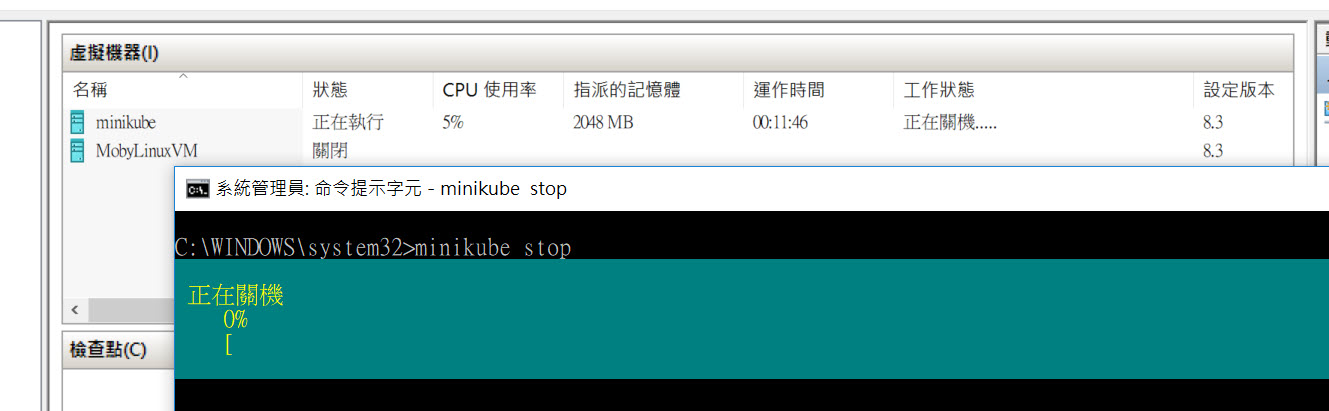 虛擬機器(I)
名稱 狀態 CPU 使用率 指派的記憶體 運作時間 工作狀態 設定版本
minikube 正在執行 5% 2048 MB 00:11:46 正在關機..... 8.3
MobyLinuxVM 關閉 8.3
系統管理員: 命令提示字元 - minikube stop
C:\WINDOWS\system32>minikube stop
正在關機
0%
[
檢查點(C)